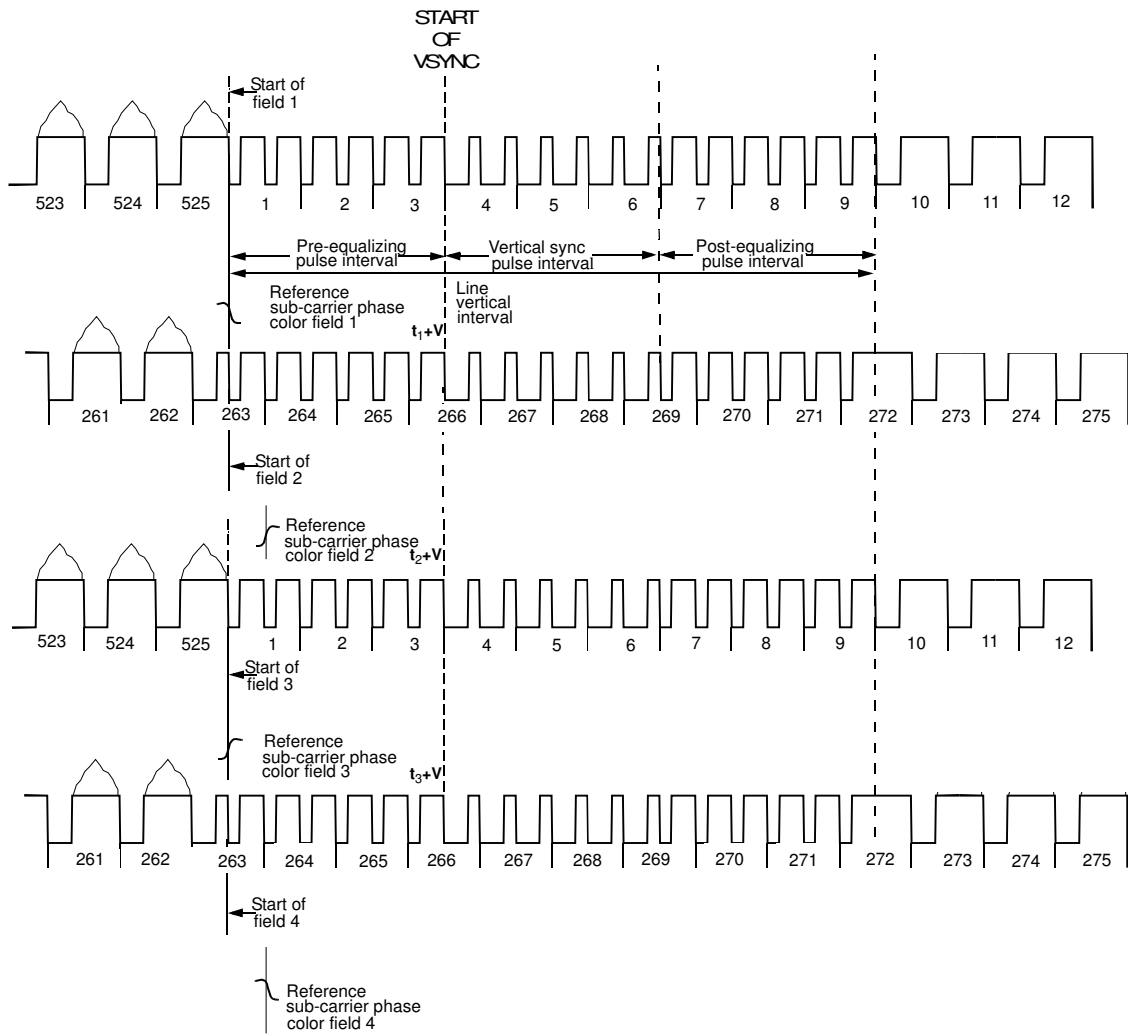 START
OF
VSYNC
Start of
field 1
523 524 525 1 2 3 4 5 6 7 8 9 10 11 12
Pre-equalizing
pulse interval
Vertical sync
pulse interval
Post-equalizing
pulse interval
Reference
sub-carrier phase
color field 1
t1+V
Line
vertical
interval
261 262 263 264 265 266 267 268 269 270 271 272 273 274 275
Start of
field 2
Reference
sub-carrier phase
color field 2
t2+V
523 524 525 1 2 3 4 5 6 7 8 9 10 11 12
Start of
field 3
Reference
sub-carrier phase
color field 3
t3+V
261 262 263 264 265 266 267 268 269 270 271 272 273 274 275
Start of
field 4
Reference
sub-carrier phase
color field 4